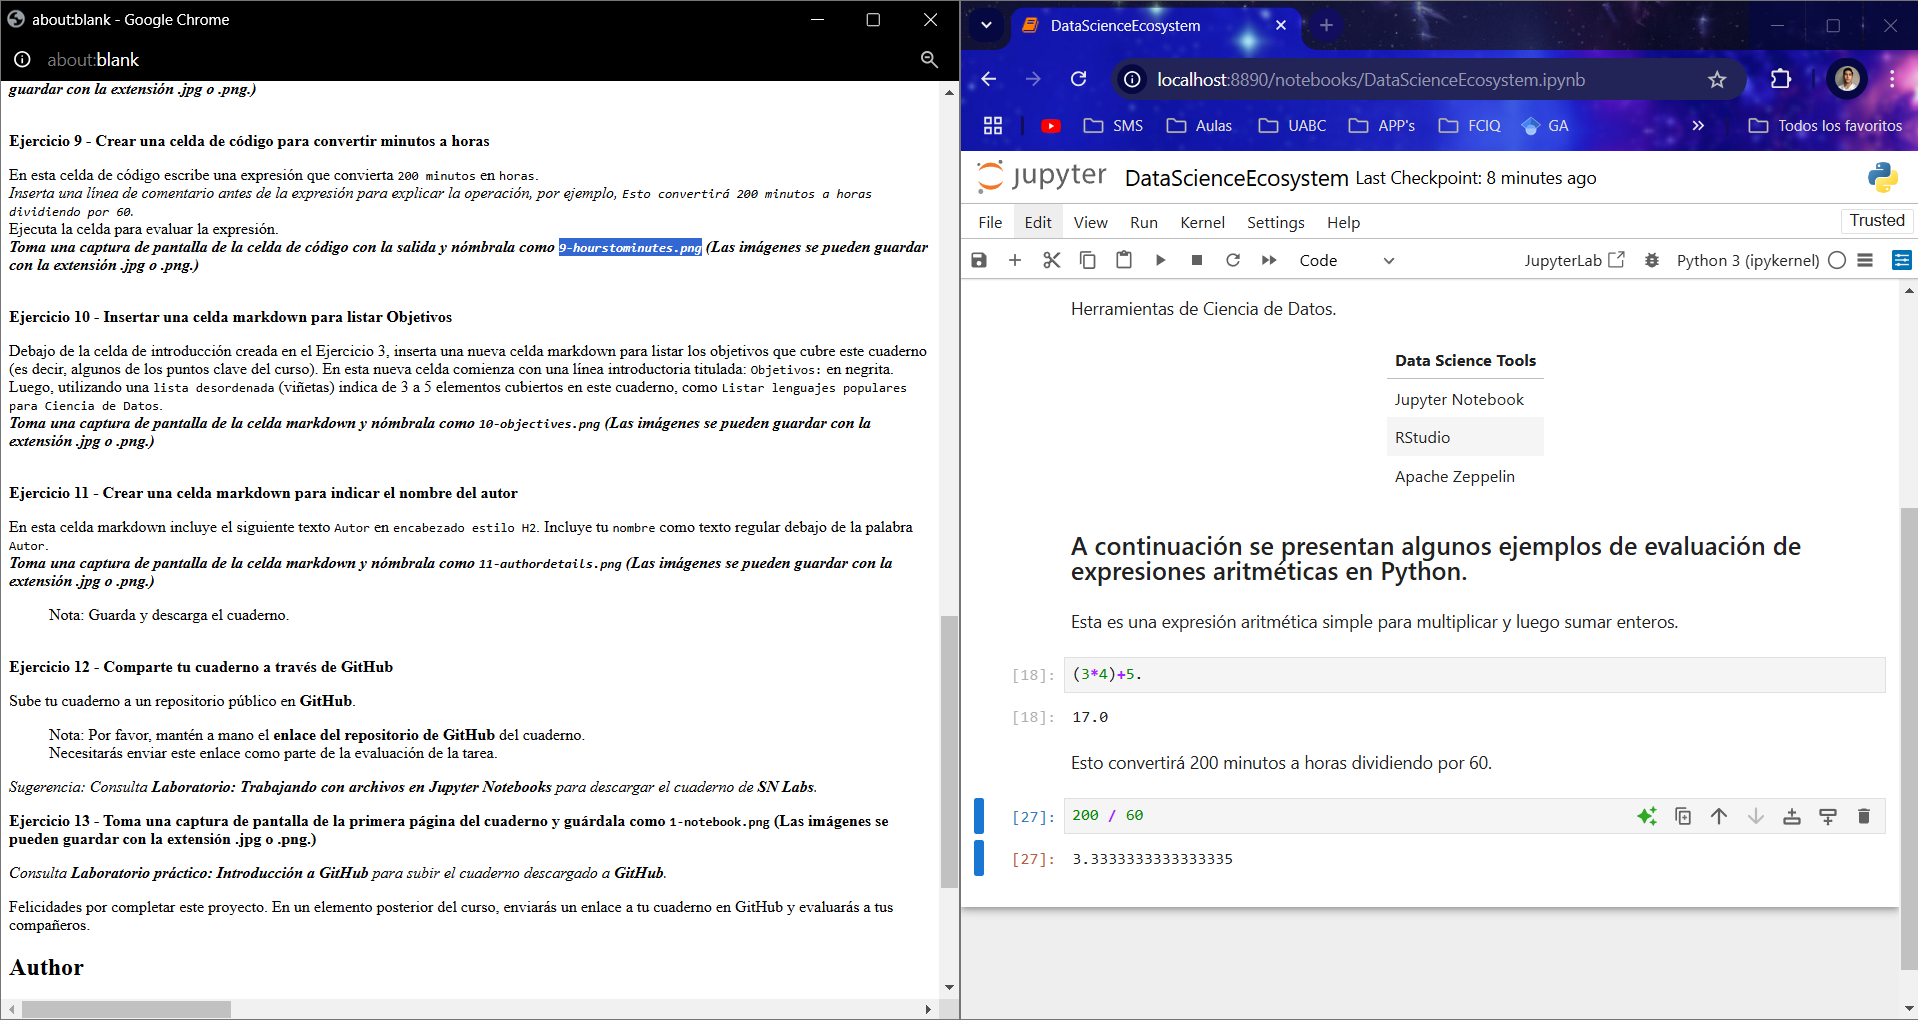 about:blank - Google Chrome
about:blank
guardar con la extensión .jpg o .png.)
Ejercicio 9 - Crear una celda de código para convertir minutos a horas
En esta celda de código escribe una expresión que convierta 200 minutos en horas.
Inserta una línea de comentario antes de la expresión para explicar la operación, por ejemplo, Esto convertirá 200 minutos a horas
dividiendo por 60.
Ejecuta la celda para evaluar la expresión.
Toma una captura de pantalla de la celda de código con la salida y nómbrala como 9-hourstominutes.png (Las imágenes se pueden guardar
con la extensión .jpg o .png.)
Ejercicio 10 - Insertar una celda markdown para listar Objetivos
Debajo de la celda de introducción creada en el Ejercicio 3, inserta una nueva celda markdown para listar los objetivos que cubre este cuaderno
(es decir, algunos de los puntos clave del curso). En esta nueva celda comienza con una línea introductoria titulada: Objetivos: en negrita.
Luego, utilizando una lista desordenada (viñetas) indica de 3 a 5 elementos cubiertos en este cuaderno, como Listar lenguajes populares
para Ciencia de Datos.
Toma una captura de pantalla de la celda markdown y nómbrala como 10-objectives.png (Las imágenes se pueden guardar con la
extensión .jpg o .png.)
Ejercicio 11 - Crear una celda markdown para indicar el nombre del autor
En esta celda markdown incluye el siguiente texto Autor en encabezado estilo H2. Incluye tu nombre como texto regular debajo de la palabra
Autor.
Toma una captura de pantalla de la celda markdown y nómbrala como 11-authordetails.png (Las imágenes se pueden guardar con la
extensión .jpg o .png.)
Nota: Guarda y descarga el cuaderno.
Ejercicio 12 - Comparte tu cuaderno a través de GitHub
Sube tu cuaderno a un repositorio público en GitHub.
Nota: Por favor, mantén a mano el enlace del repositorio de GitHub del cuaderno.
Necesitarás enviar este enlace como parte de la evaluación de la tarea.
Sugerencia: Consulta Laboratorio: Trabajando con archivos en Jupyter Notebooks para descargar el cuaderno de SN Labs.
Ejercicio 13 - Toma una captura de pantalla de la primera página del cuaderno y guárdala como 1-notebook.png (Las imágenes se
pueden guardar con la extensión .jpg o .png.)
Consulta Laboratorio práctico: Introducción a GitHub para subir el cuaderno descargado a GitHub.
Felicidades por completar este proyecto. En un elemento posterior del curso, enviarás un enlace a tu cuaderno en GitHub y evaluarás a tus
compañeros.
Author
DataScienceEcosystem
localhost:8890/notebooks/DataScienceEcosystem.ipynb
SMS Aulas UABC APP's FCIQ GA » Todos los favoritos
jupyter DataScienceEcosystem Last Checkpoint: 8 minutes ago
File Edit View Run Kernel Settings Help Trusted
Code JupyterLab Python 3 (ipykernel)
Herramientas de Ciencia de Datos.
Data Science Tools
Jupyter Notebook
RStudio
Apache Zeppelin
A continuación se presentan algunos ejemplos de evaluación de
expresiones aritméticas en Python.
Esta es una expresión aritmética simple para multiplicar y luego sumar enteros.
[18]: (3*4)+5.
[18]: 17.0
Esto convertirá 200 minutos a horas dividiendo por 60.
[27]: 200 / 60
[27]: 3.3333333333333335